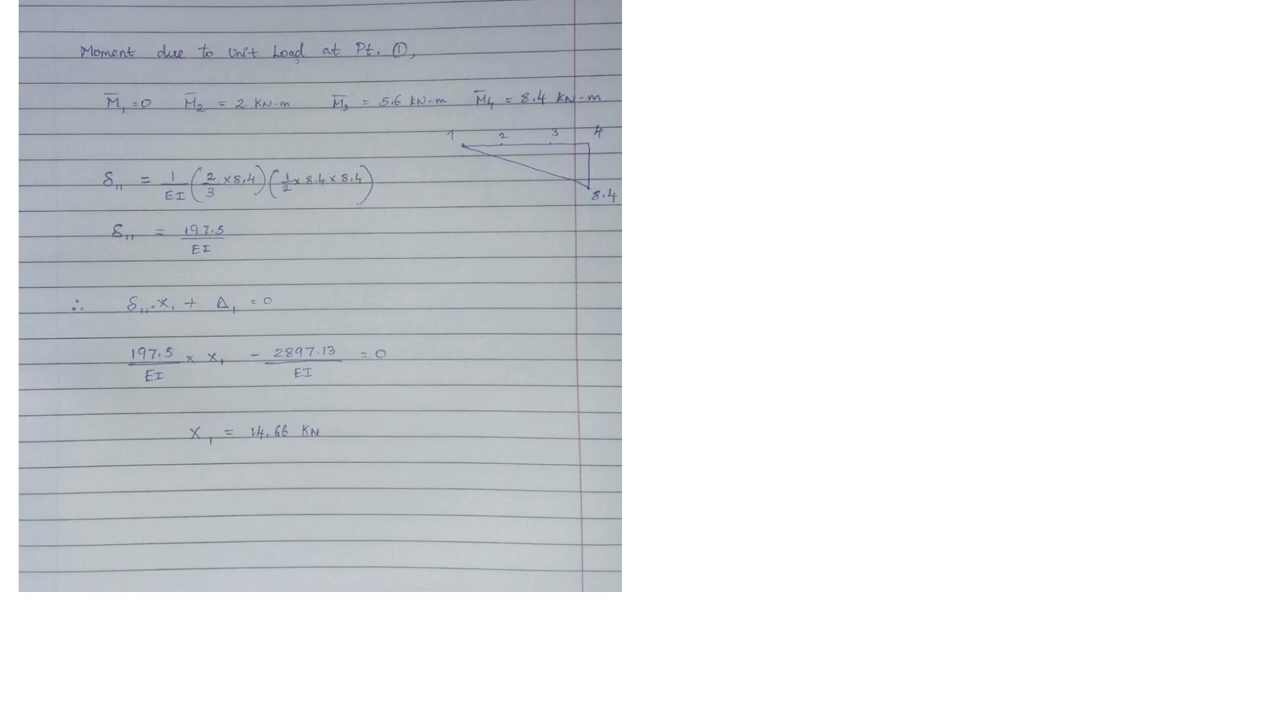 Moment due to Unit Load at Pt. ①,
M̅₁ = 0 M̅₂ = 2 KN-m M̅₃ = 5.6 KN-m M̅₄ = 8.4 KN-m
1 2 3 4
δ₁₁ = 1/EI (2/3 × 8.4) (1/2 × 8.4 × 8.4)
8.4
δ₁₁ = 197.5/EI
∴ δ₁₁.x₁ + Δ₁ = 0
197.5/EI × x₁ - 2897.13/EI = 0
x₁ = 14.66 KN